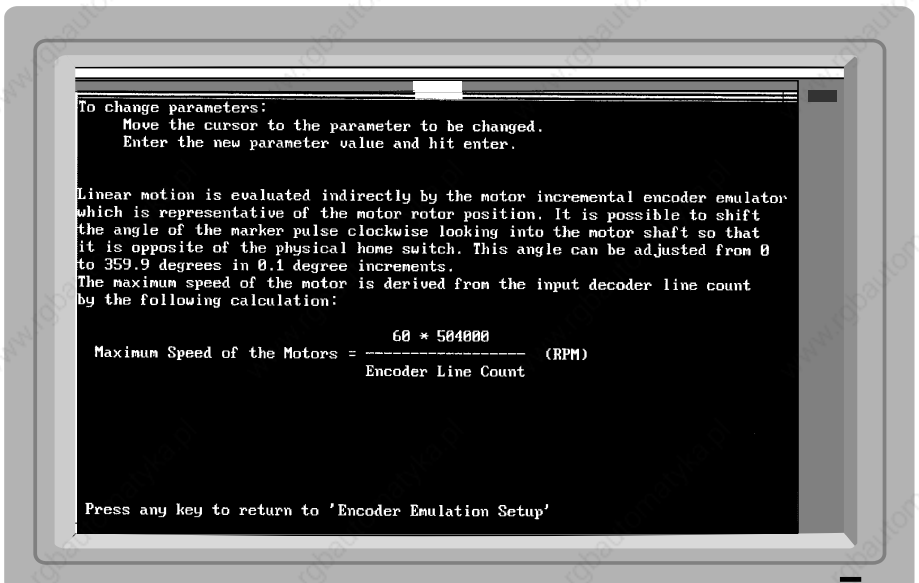 To change parameters:
Move the cursor to the parameter to be changed.
Enter the new parameter value and hit enter.
Linear motion is evaluated indirectly by the motor incremental encoder emulator
which is representative of the motor rotor position. It is possible to shift
the angle of the marker pulse clockwise looking into the motor shaft so that
it is opposite of the physical home switch. This angle can be adjusted from 0
to 359.9 degrees in 0.1 degree increments.
The maximum speed of the motor is derived from the input decoder line count
by the following calculation:
60 * 504000
Maximum Speed of the Motors = ------------------ (RPM)
Encoder Line Count
Press any key to return to 'Encoder Emulation Setup'